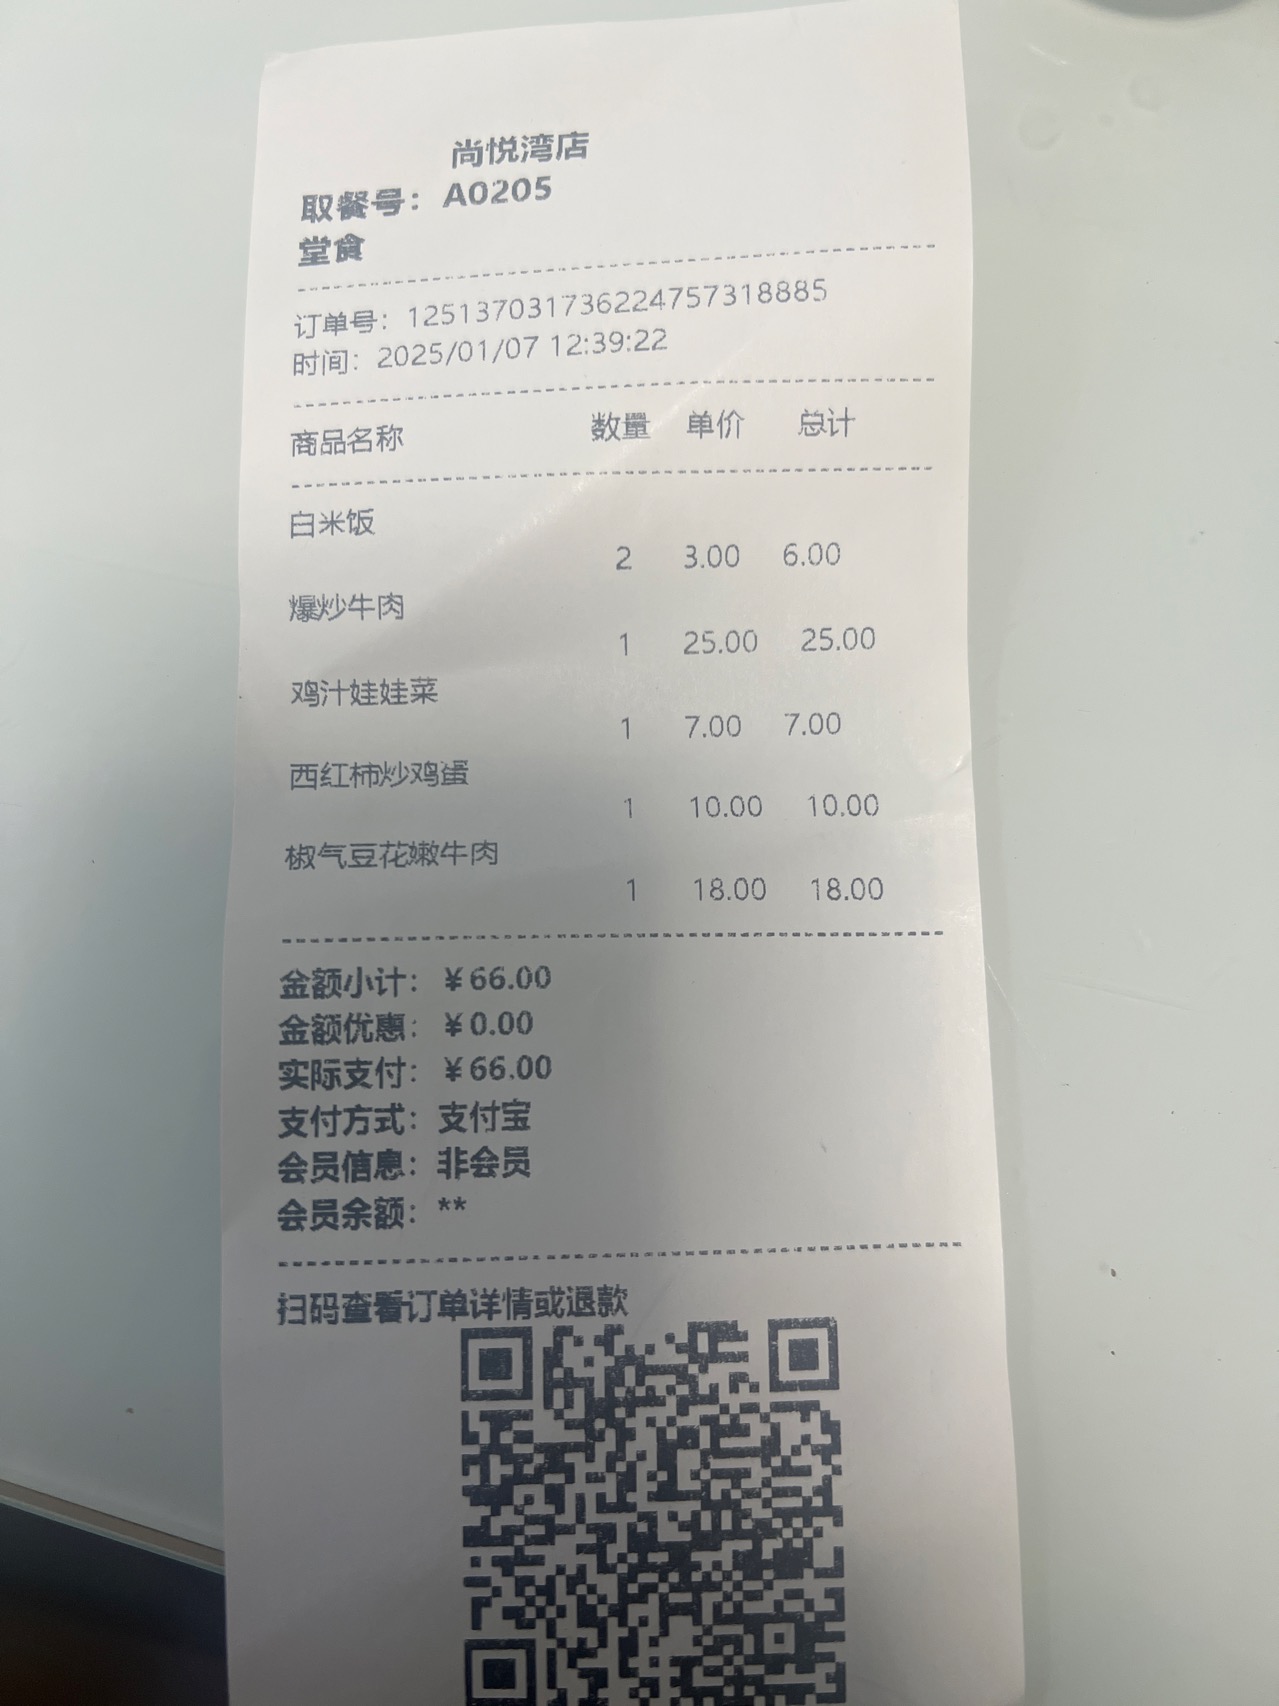 尚悦湾店
取餐号：A0205
堂食
订单号：12513703173622475731８885
时间：2025/01/07 12:39:22
商品名称 数量 单价 总计
白米饭
2 3.00 6.00
爆炒牛肉
1 25.00 25.00
鸡汁娃娃菜
1 7.00 7.00
西红柿炒鸡蛋
1 10.00 10.00
椒气豆花嫩牛肉
1 18.00 18.00
金额小计：￥66.00
金额优惠：￥0.00
实际支付：￥66.00
支付方式：支付宝
会员信息：非会员
会员余额：**
扫码查看订单详情或退款